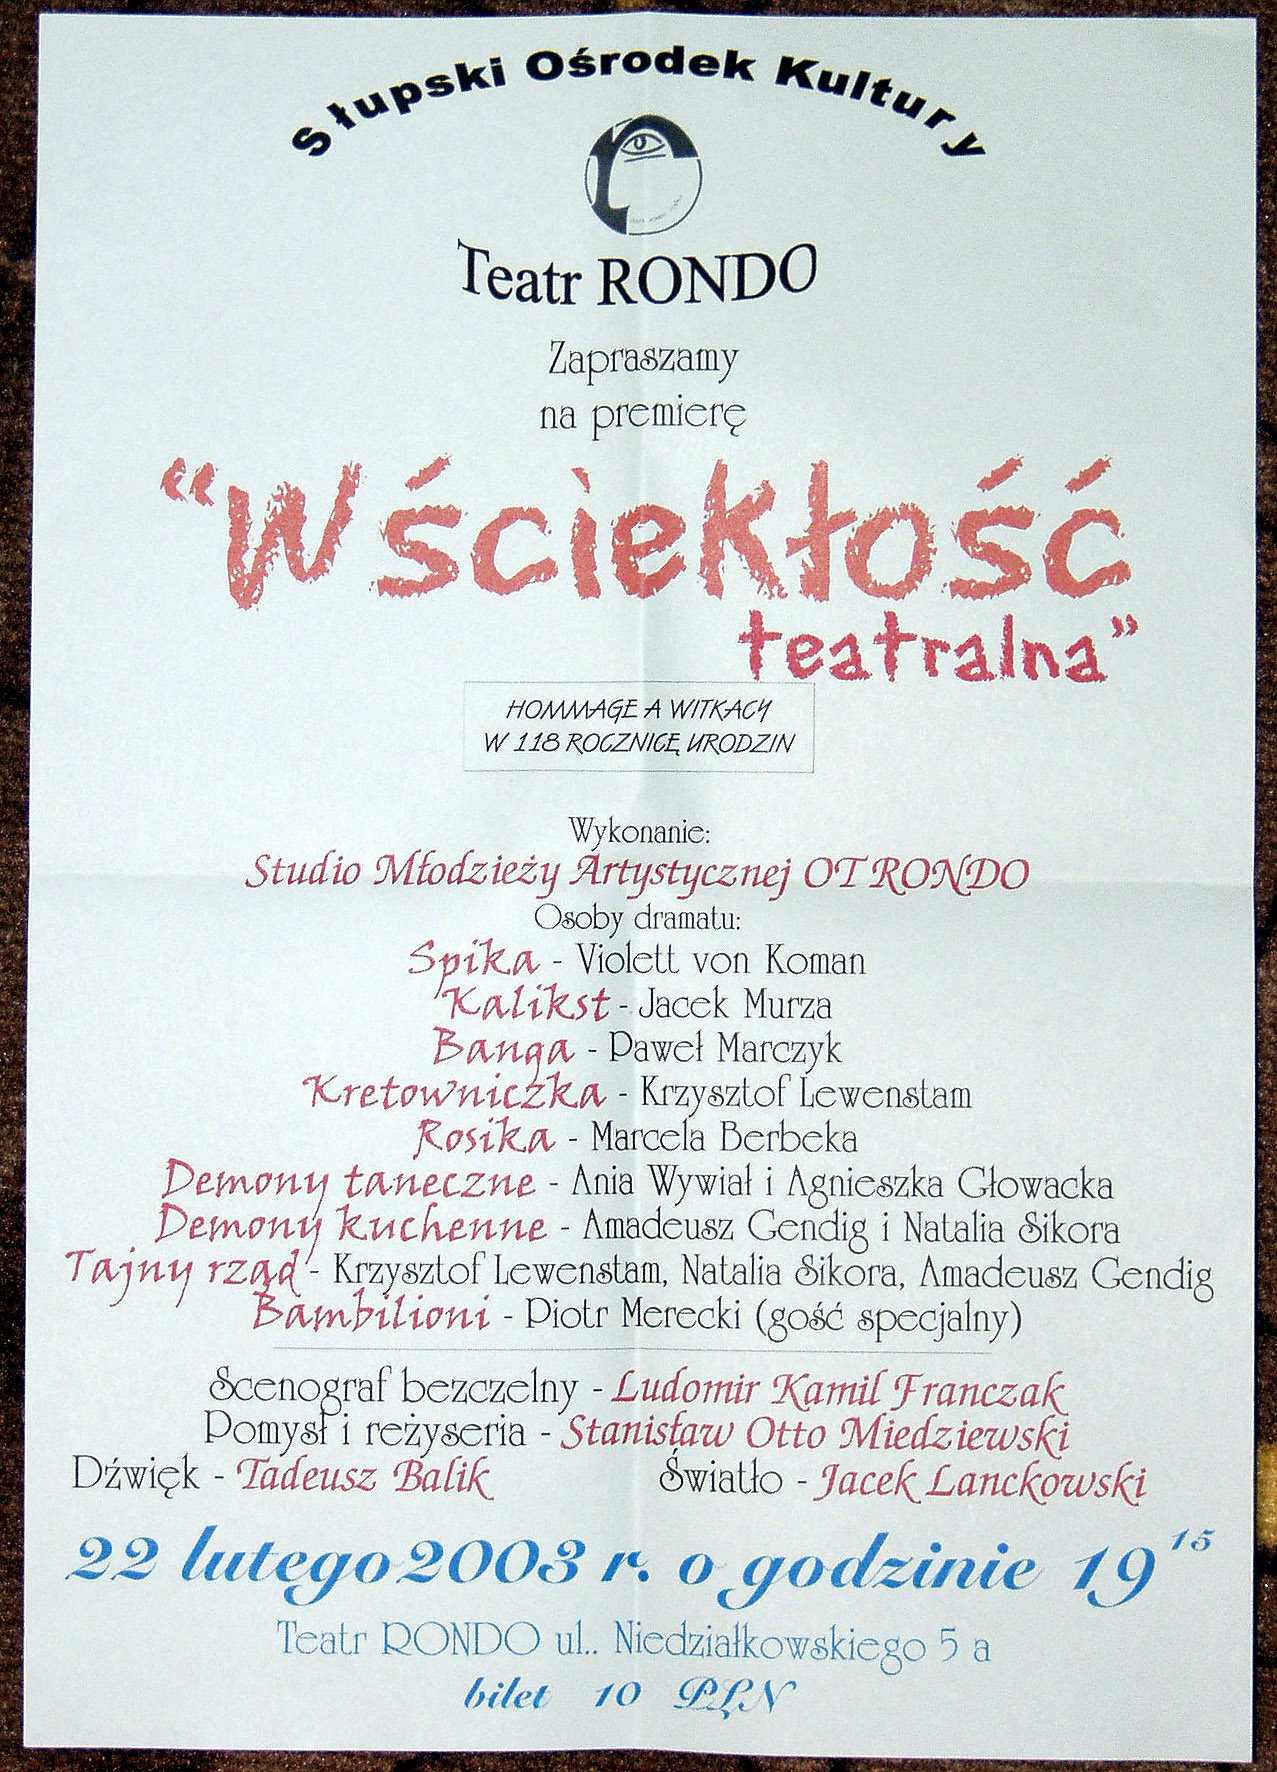 Słupski Ośrodek Kultury
Teatr RONDO
Zapraszamy
na premierę
“Wściekłość
teatralna”
HOMMAGE A WITKACY
W 118 ROCZNICĘ URODZIN
Wykonanie:
Studio Młodzieży Artystycznej OT RONDO
Osoby dramatu:
Spika - Violett von Koman
Kalikst - Jacek Murza
Banga - Paweł Marczyk
Kretowniczka - Krzysztof Lewenstam
Rosika - Marcela Berbeka
Demony taneczne - Ania Wywiał i Agnieszka Głowacka
Demony kuchenne - Amadeusz Gendig i Natalia Sikora
Tajny rząd - Krzysztof Lewenstam, Natalia Sikora, Amadeusz Gendig
Bambilioni - Piotr Merecki (gość specjalny)
Scenograf bezczelny - Ludomir Kamil Franczak
Pomysł i reżyseria - Stanisław Otto Miedziewski
Dźwięk - Tadeusz Balik Światło - Jacek Lanckowski
22 lutego 2003 r. o godzinie 19 15
Teatr RONDO ul.. Niedziałkowskiego 5 a
bilet 10 PLN